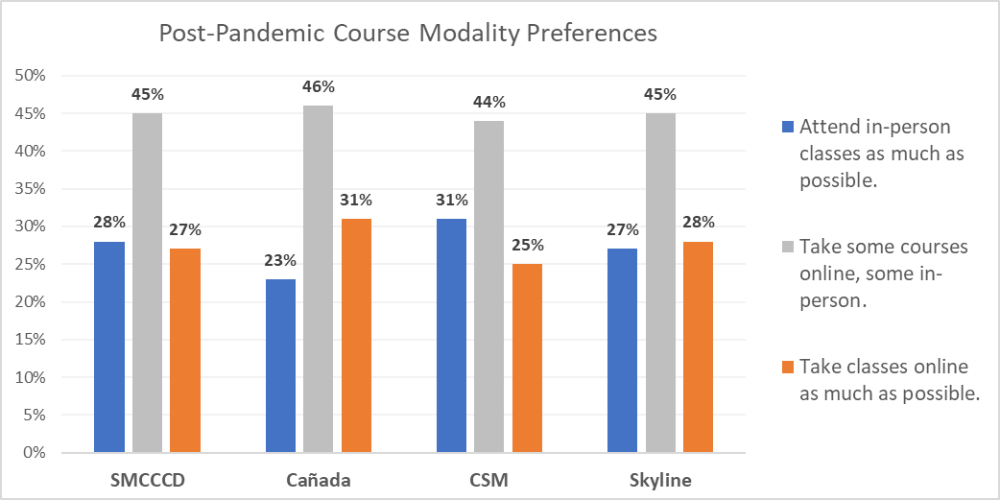 Post-Pandemic Course Modality Preferences
50%
45%
40%
35%
30%
25%
20%
15%
10%
5%
0%
45%
28%
27%
46%
23%
31%
44%
31%
25%
45%
27%
28%
SMCCCD
Cañada
CSM
Skyline
Attend in-person
classes as much as
possible.
Take some courses
online, some in-
person.
Take classes online
as much as possible.